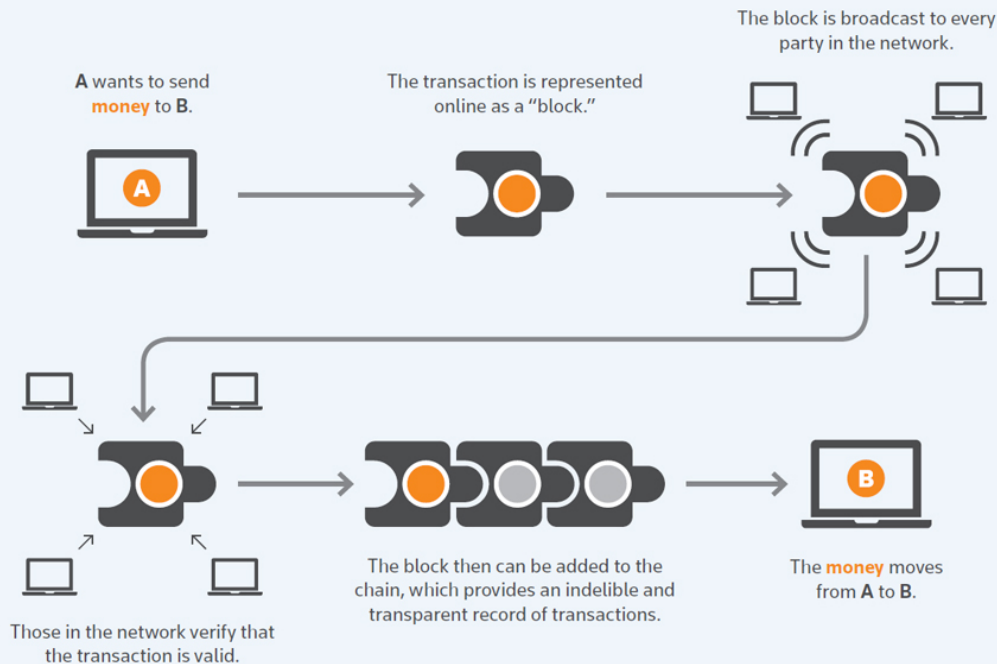 A wants to send
money to B.
A
The transaction is represented
online as a “block.”
The block is broadcast to every
party in the network.
Those in the network verify that
the transaction is valid.
The block then can be added to the
chain, which provides an indelible and
transparent record of transactions.
B
The money moves
from A to B.